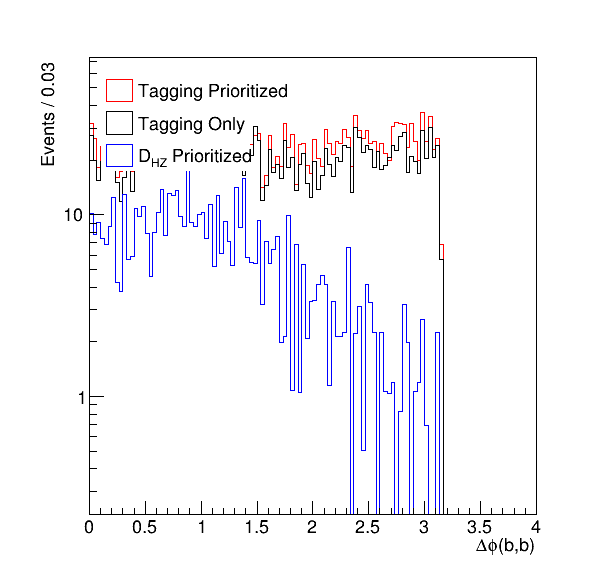 Events / 0.03
Tagging Prioritized
Tagging Only
D_HZ Prioritized
10
1
0 0.5 1 1.5 2 2.5 3 3.5 4
Δϕ(b,b)